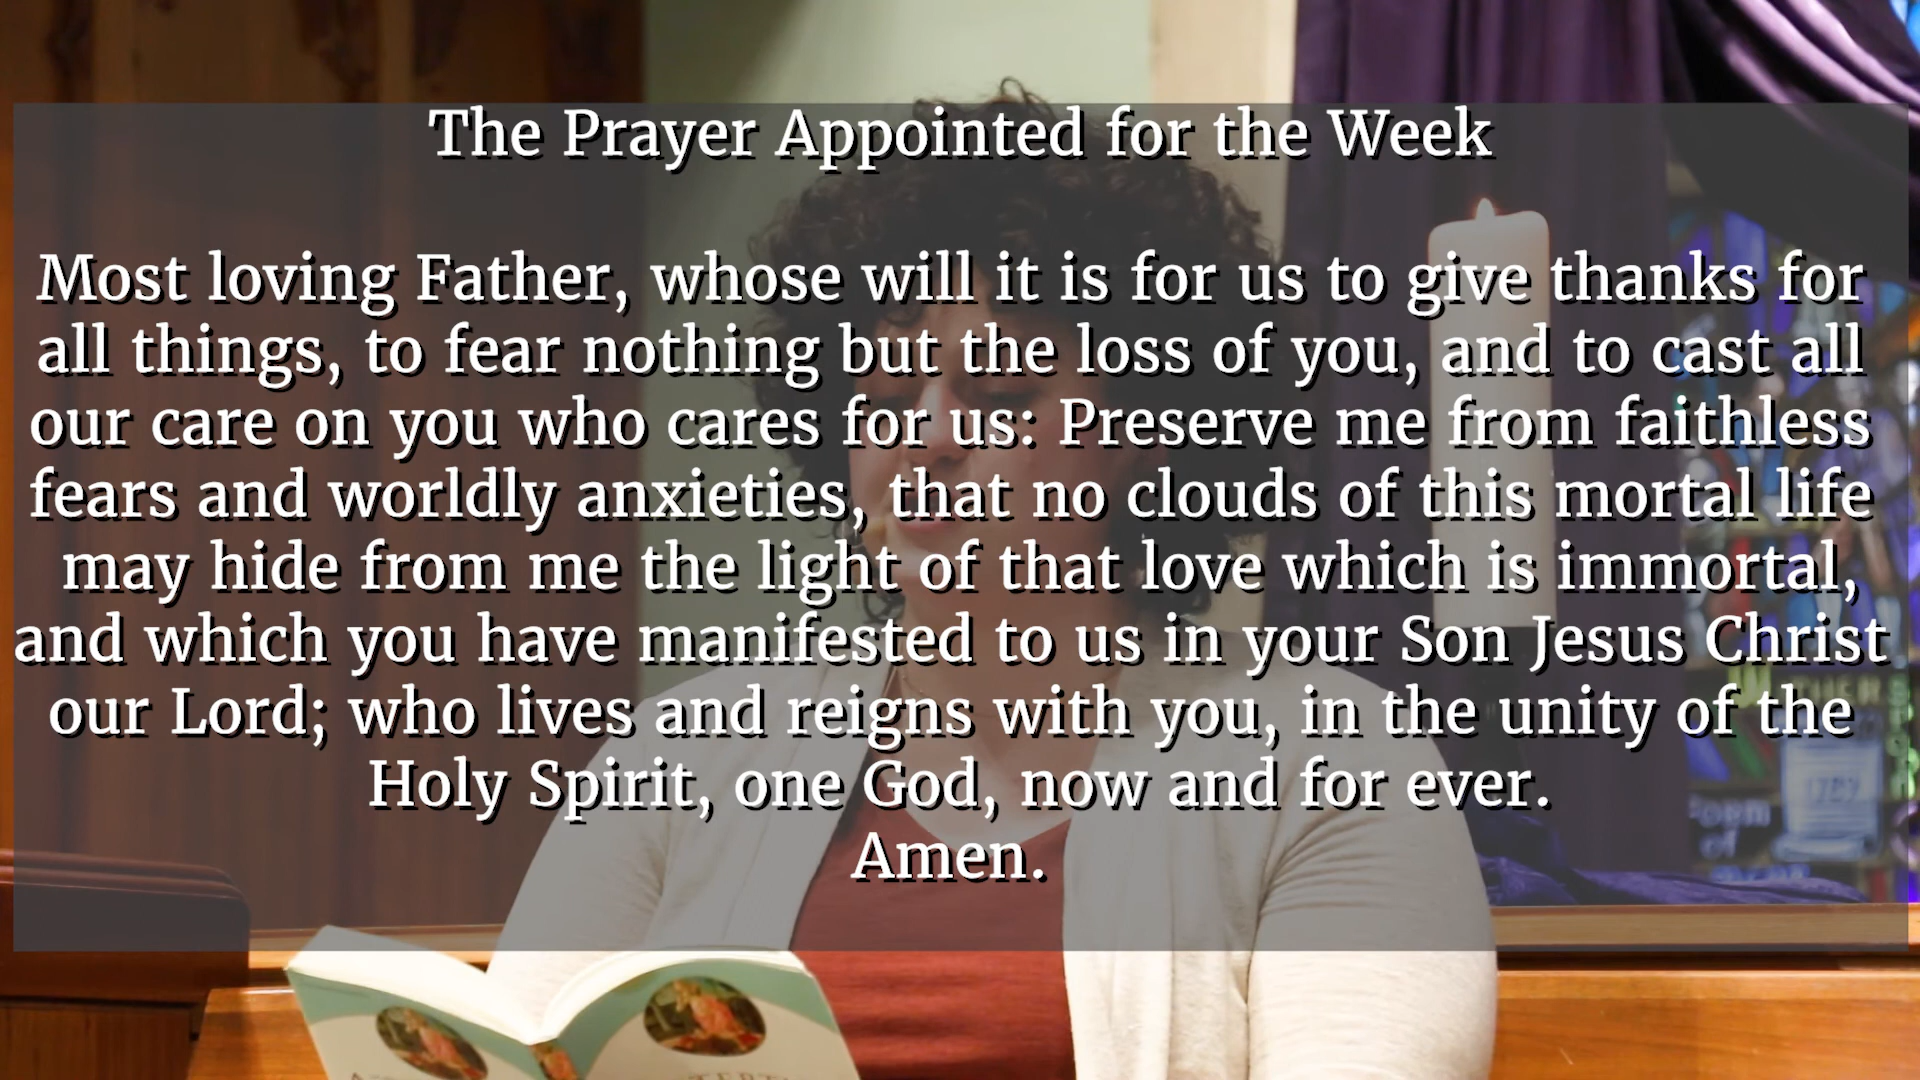 The Prayer Appointed for the Week
Most loving Father, whose will it is for us to give thanks for
all things, to fear nothing but the loss of you, and to cast all
our care on you who cares for us: Preserve me from faithless
fears and worldly anxieties, that no clouds of this mortal life
may hide from me the light of that love which is immortal,
and which you have manifested to us in your Son Jesus Christ
our Lord; who lives and reigns with you, in the unity of the
Holy Spirit, one God, now and for ever.
Amen.
1789
of